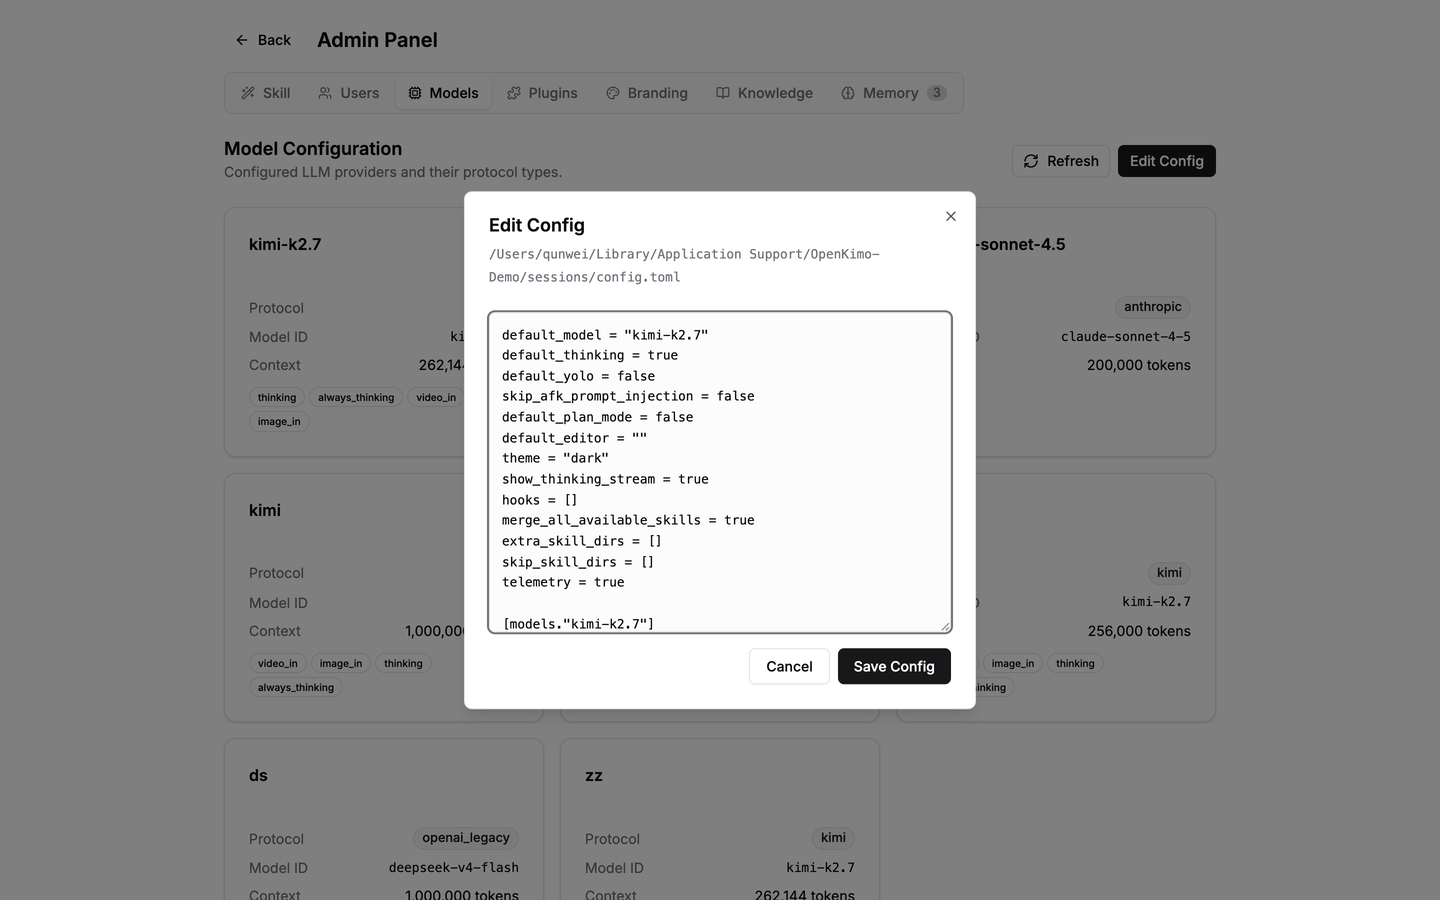 Back
Admin Panel
Skill
Users
Models
Plugins
Branding
Knowledge
Memory 3
Model Configuration
Configured LLM providers and their protocol types.
Refresh
Edit Config
kimi-k2.7
Protocol
Model ID
Context
thinking
always_thinking
video_in
image_in
-sonnet-4.5
anthropic
claude-sonnet-4-5
200,000 tokens
Edit Config
/Users/qunwei/Library/Application Support/OpenKimo-
Demo/sessions/config.toml
default_model = "kimi-k2.7"
default_thinking = true
default_yolo = false
skip_afk_prompt_injection = false
default_plan_mode = false
default_editor = ""
theme = "dark"
show_thinking_stream = true
hooks = []
merge_all_available_skills = true
extra_skill_dirs = []
skip_skill_dirs = []
telemetry = true
[models."kimi-k2.7"]
Cancel
Save Config
kimi
Protocol
Model ID
Context
video_in
image_in
thinking
always_thinking
kimi
kimi-k2.7
256,000 tokens
image_in
thinking
ds
Protocol
openai_legacy
Model ID
deepseek-v4-flash
Context
1,000,000 tokens
zz
Protocol
kimi
Model ID
kimi-k2.7
Context
262,144 tokens